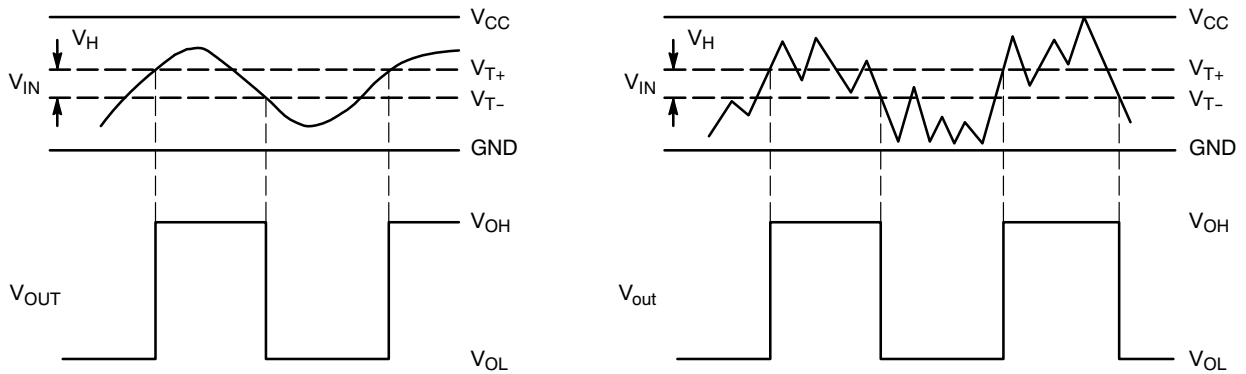 V_CC
V_H
V_IN
V_T+
V_T−
GND
V_OH
V_OUT
V_OL
V_CC
V_H
V_IN
V_T+
V_T−
GND
V_OH
V_out
V_OL